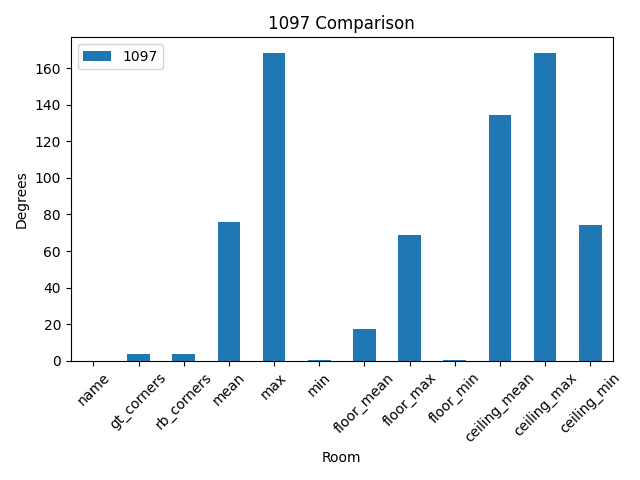 1097 Comparison
1097
160
140
120
100
80
60
40
20
0
Degrees
name
gt_corners
rb_corners
mean
max
min
floor_mean
floor_max
floor_min
ceiling_mean
ceiling_max
ceiling_min
Room